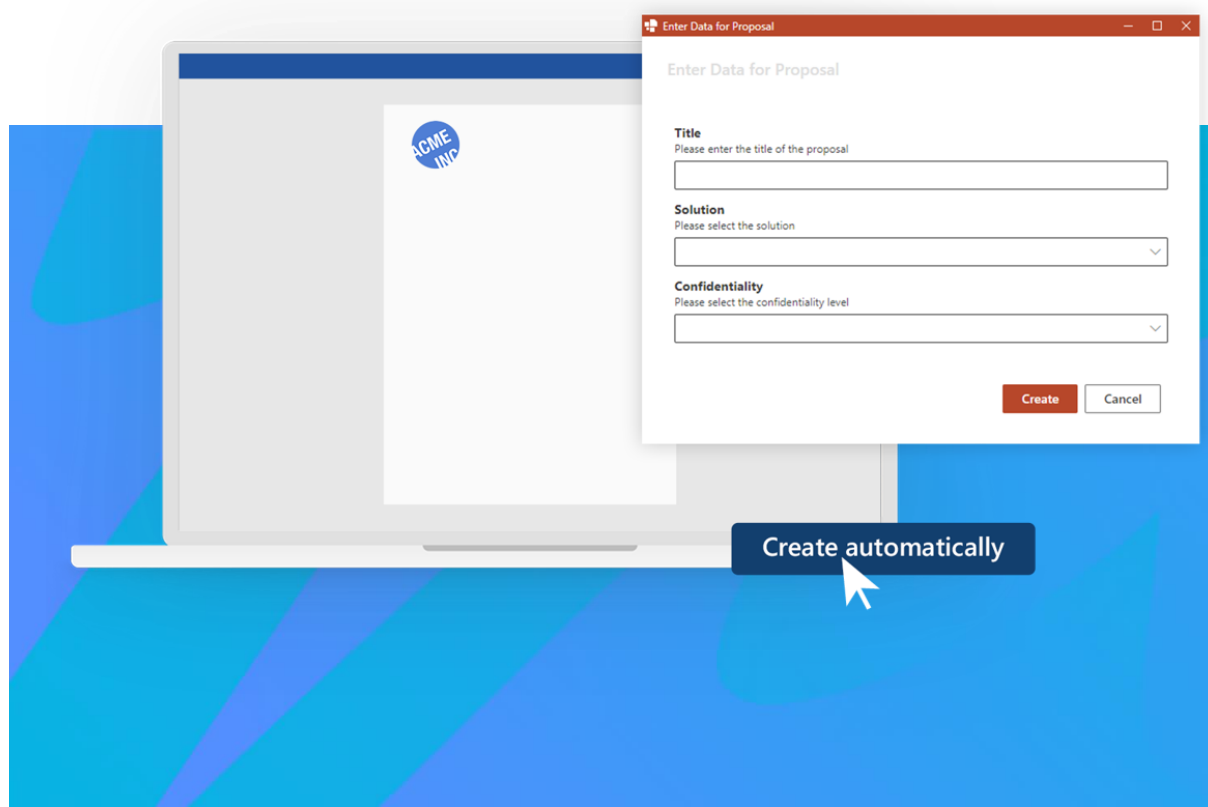 Enter Data for Proposal
Enter Data for Proposal
ACME
INC
Title
Please enter the title of the proposal
Solution
Please select the solution
Confidentiality
Please select the confidentiality level
Create
Cancel
Create automatically